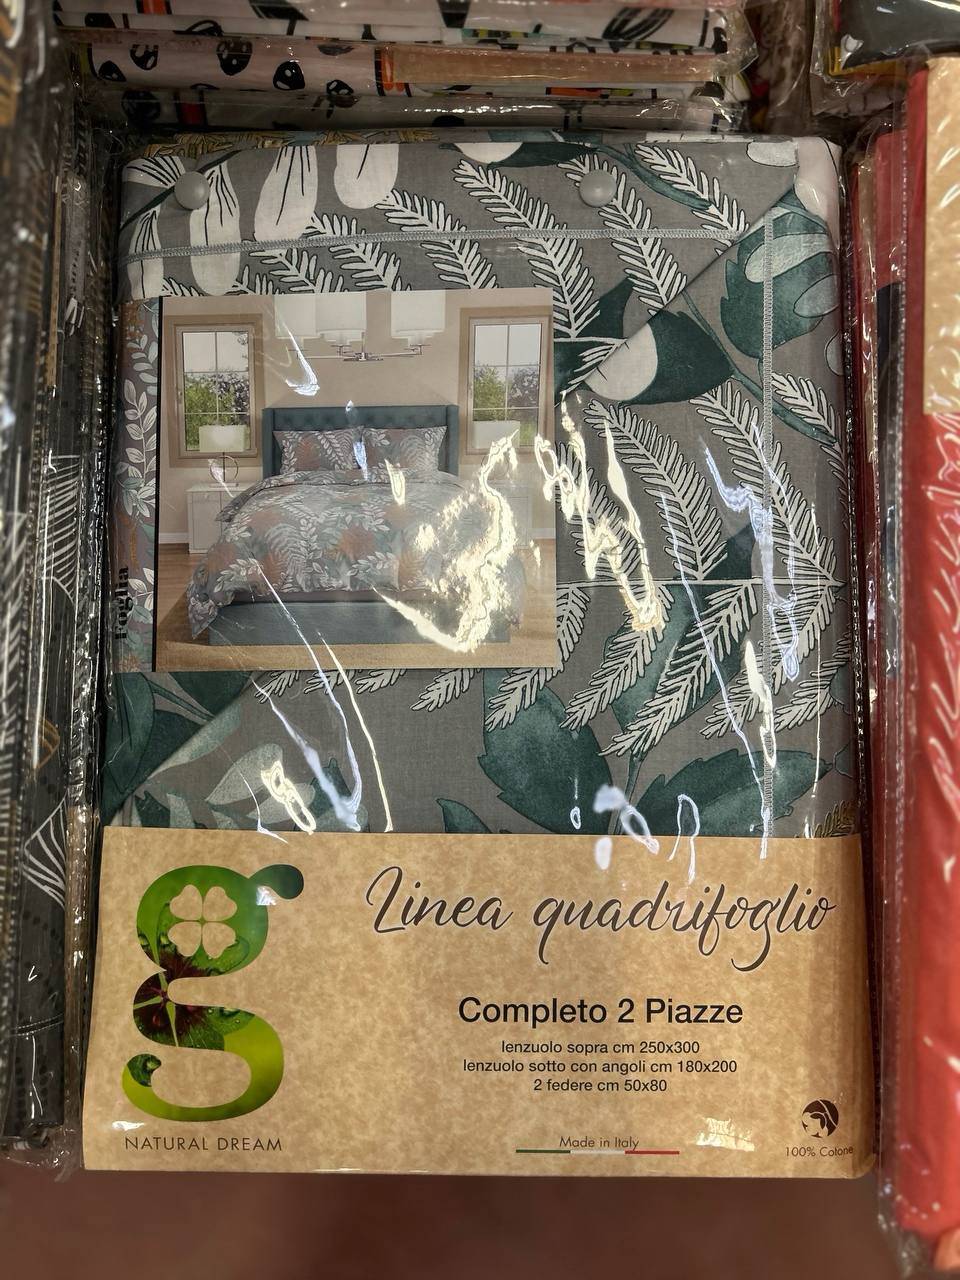 Foglia
Linea quadrifoglio
Completo 2 Piazze
lenzuolo sopra cm 250x300
lenzuolo sotto con angoli cm 180x200
2 federe cm 50x80
g
NATURAL DREAM
Made in Italy
100% Cotone